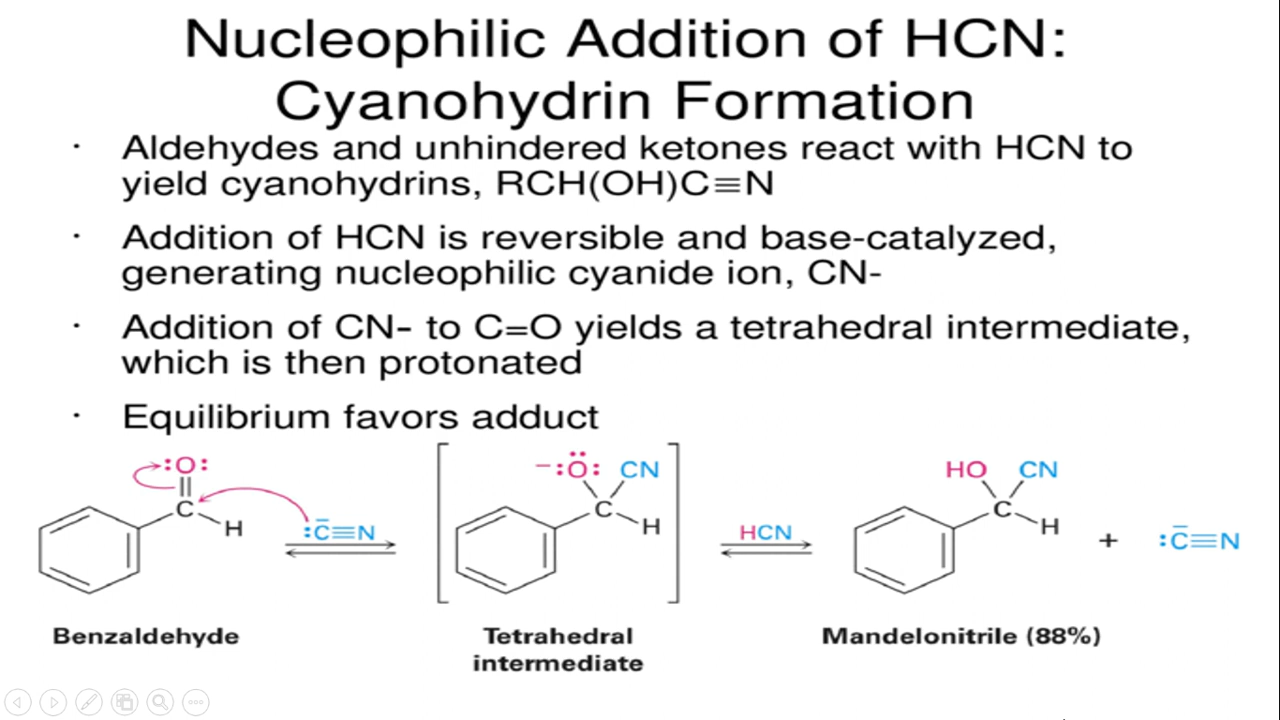 Nucleophilic Addition of HCN:
Cyanohydrin Formation
· Aldehydes and unhindered ketones react with HCN to
yield cyanohydrins, RCH(OH)C≡N
· Addition of HCN is reversible and base-catalyzed,
generating nucleophilic cyanide ion, CN-
· Addition of CN- to C=O yields a tetrahedral intermediate,
which is then protonated
· Equilibrium favors adduct
:O:
C
H
:C̅≡N
−:Ö: CN
C
H
HCN
HO CN
C
H
+ :C̅≡N
Benzaldehyde
Tetrahedral
intermediate
Mandelonitrile (88%)